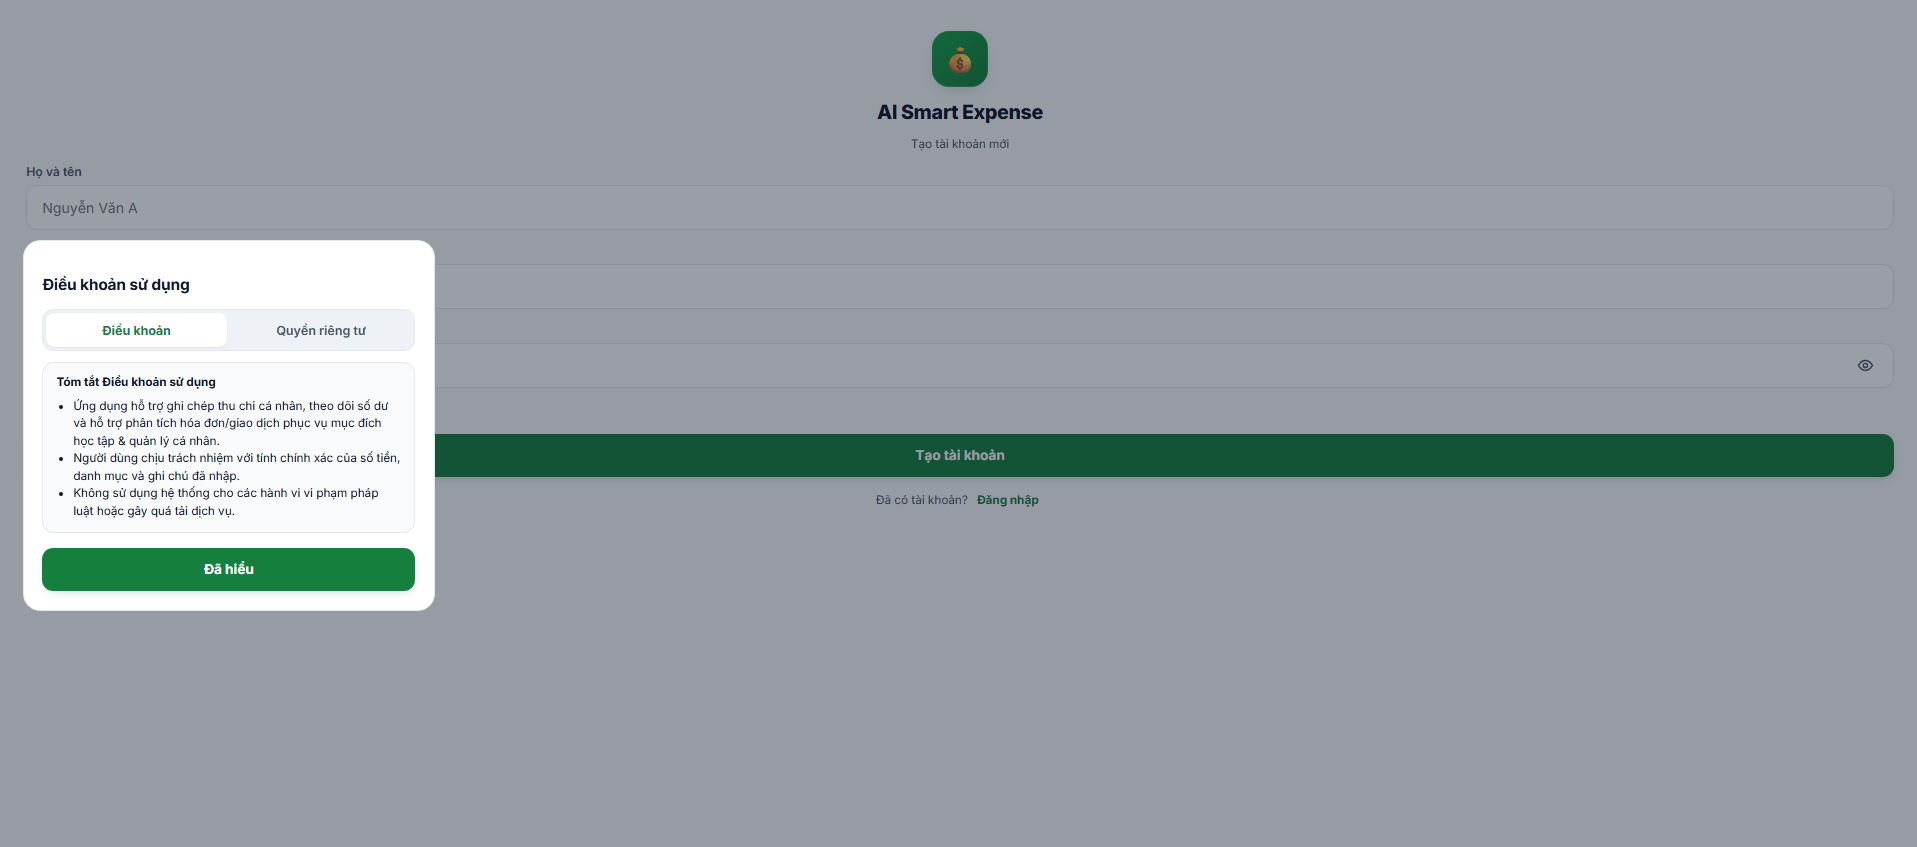 AI Smart Expense
Tạo tài khoản mới
Họ và tên
Nguyễn Văn A
Điều khoản sử dụng
Điều khoản
Quyền riêng tư
Tóm tắt Điều khoản sử dụng
Ứng dụng hỗ trợ ghi chép thu chi cá nhân, theo dõi số dư
và hỗ trợ phân tích hóa đơn/giao dịch phục vụ mục đích
học tập & quản lý cá nhân.
Người dùng chịu trách nhiệm với tính chính xác của số tiền,
danh mục và ghi chú đã nhập.
Không sử dụng hệ thống cho các hành vi vi phạm pháp
luật hoặc gây quá tải dịch vụ.
Đã hiểu
Tạo tài khoản
Đã có tài khoản? Đăng nhập